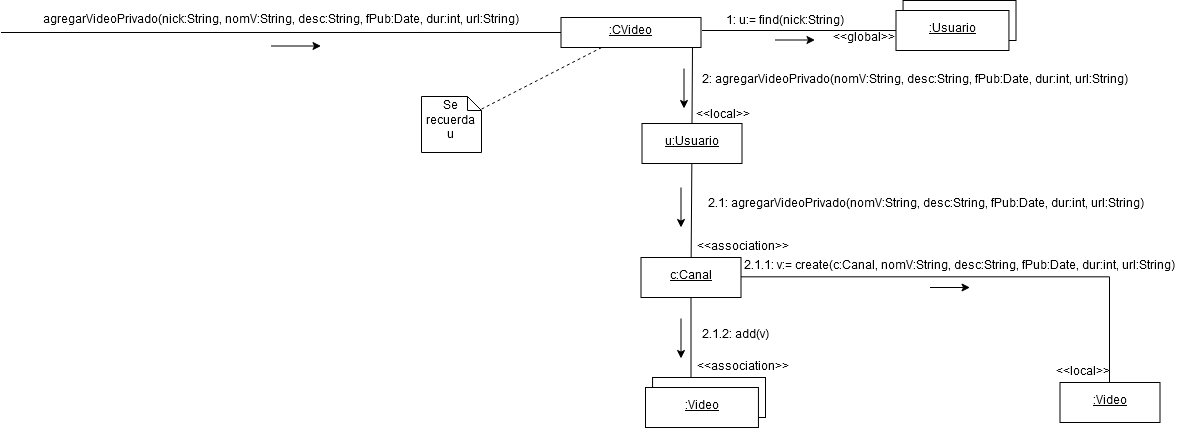 agregarVideoPrivado(nick:String, nomV:String, desc:String, fPub:Date, dur:int, url:String)
:CVideo
1: u:= find(nick:String)
<<global>>
:Usuario
2: agregarVideoPrivado(nomV:String, desc:String, fPub:Date, dur:int, url:String)
Se
recuerda
u
<<local>>
u:Usuario
2.1: agregarVideoPrivado(nomV:String, desc:String, fPub:Date, dur:int, url:String)
<<association>>
c:Canal
2.1.1: v:= create(c:Canal, nomV:String, desc:String, fPub:Date, dur:int, url:String)
2.1.2: add(v)
<<association>>
:Video
<<local>>
:Video